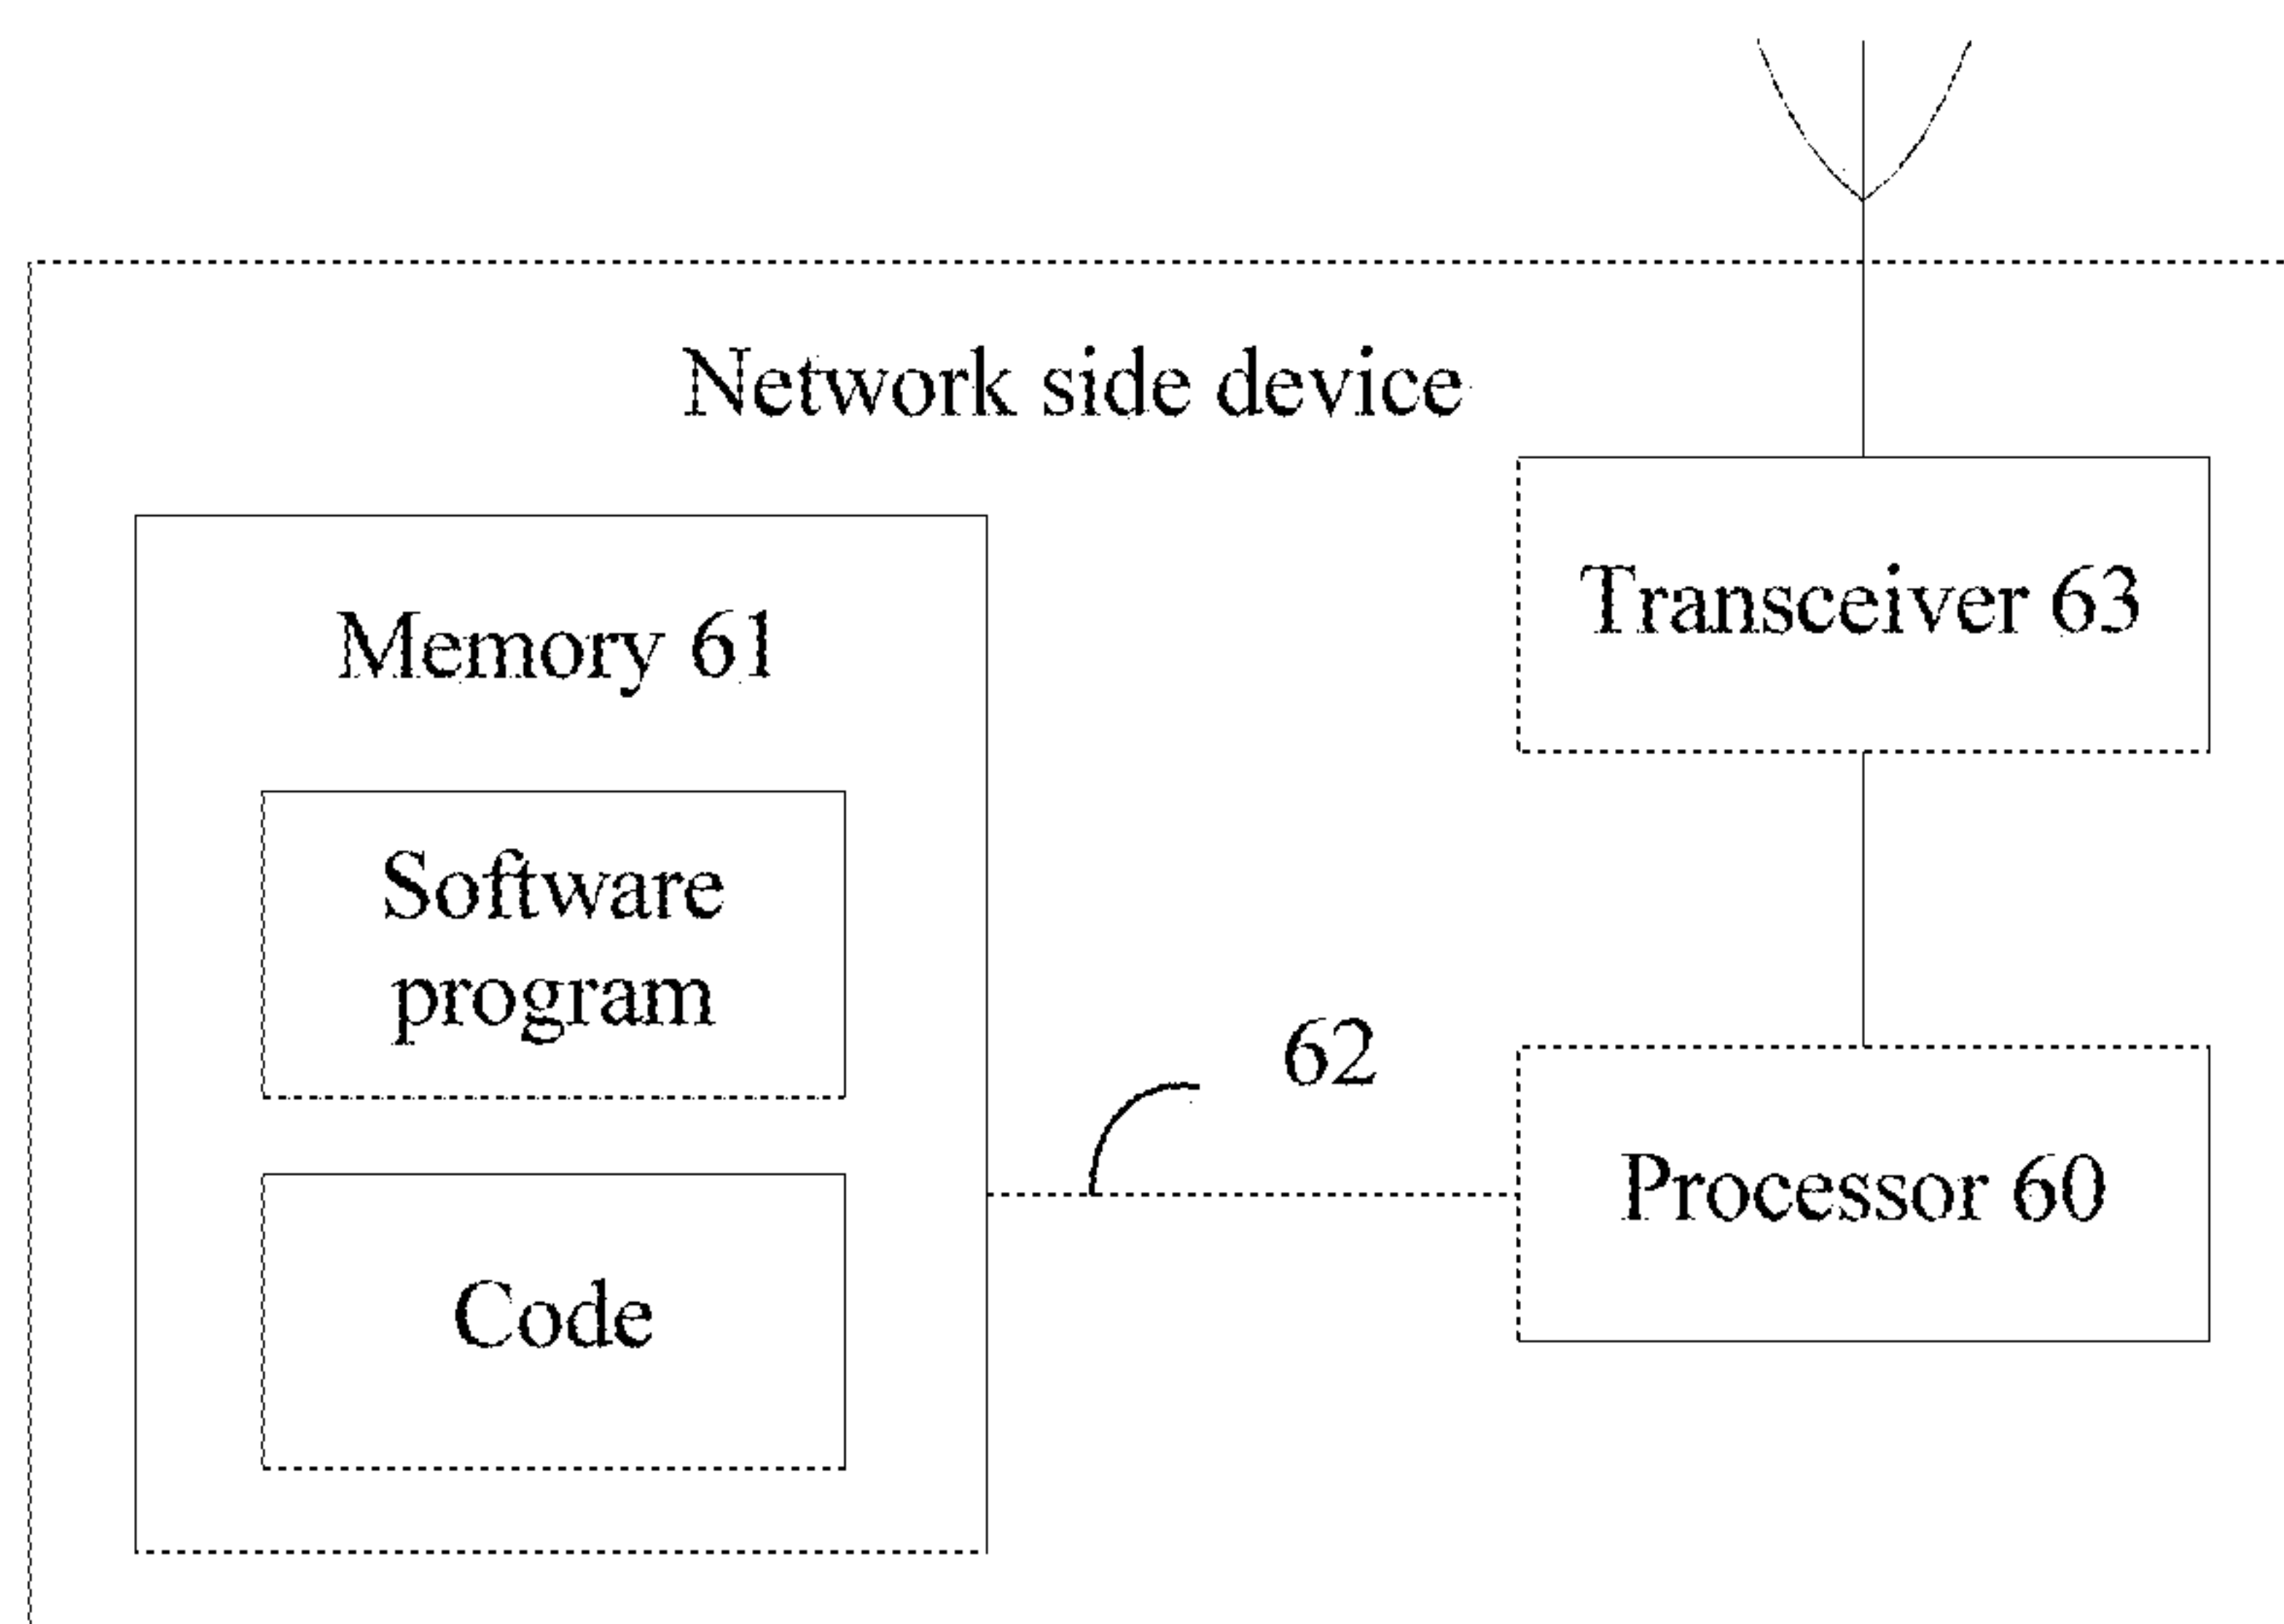 Network side device
Memory 61
Software
program
Code
62
Transceiver 63
Processor 60